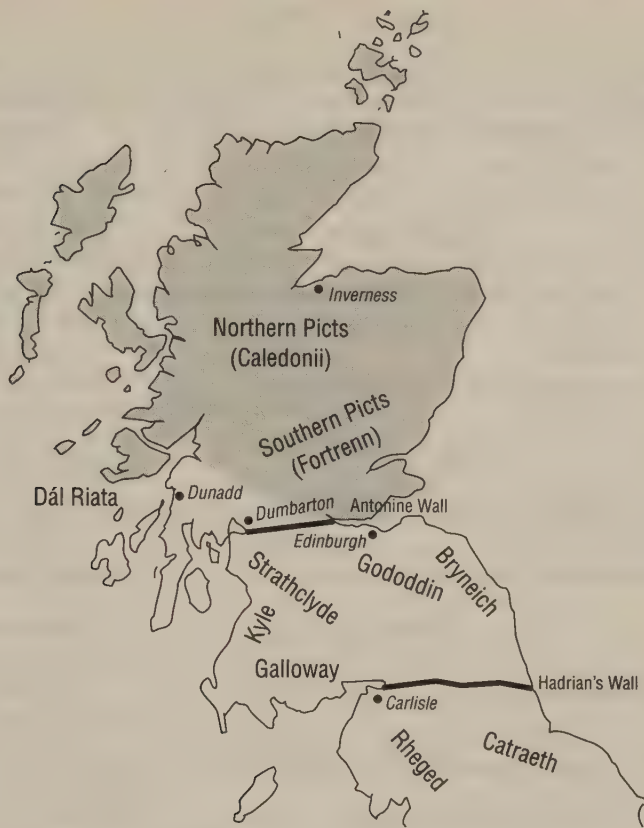 Inverness
Northern Picts
(Caledonii)
Southern Picts
(Fortrenn)
Dál Riata
Dunadd
Dumbarton
Antonine Wall
Edinburgh
Gododdin
Bryneich
Strathclyde
Kyle
Galloway
Hadrian's Wall
Carlisle
Rheged
Catraeth